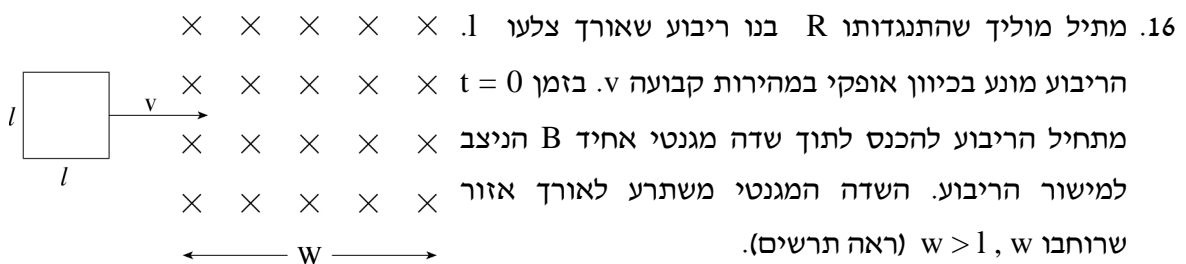 16. מתיל מוליך שהתנגדותו R בנו ריבוע שאורך צלעו l.
הריבוע מונע בכיוון אופקי במהירות קבועה v. בזמן t = 0
מתחיל הריבוע להכנס לתוך שדה מגנטי אחיד B הניצב
למישור הריבוע. השדה המגנטי משתרע לאורך אזור
שרוחבו w > l , w (ראה תרשים).
v
l
l
w